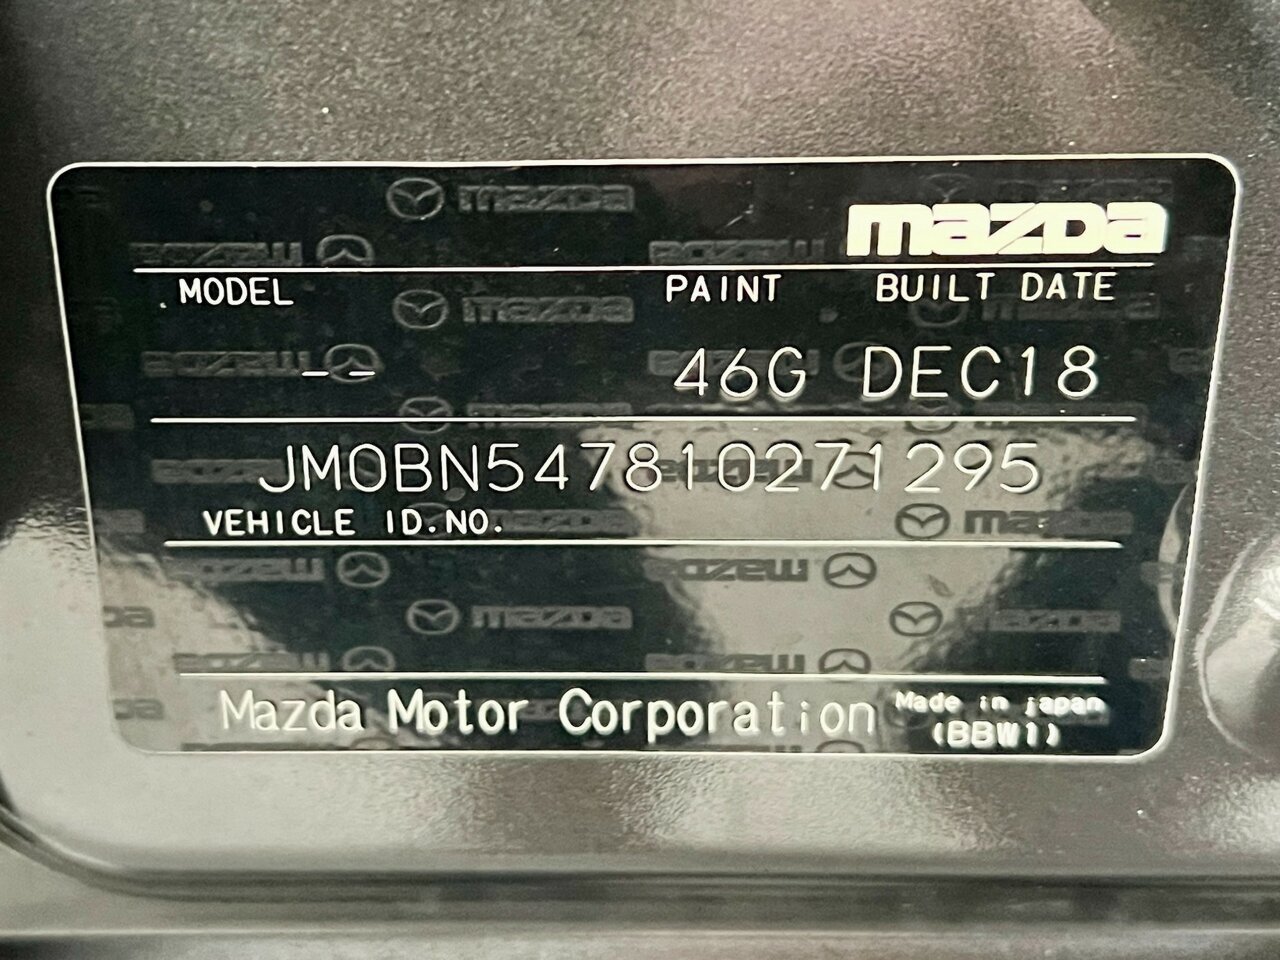 mazda
MODEL PAINT BUILT DATE
-- 46G DEC18
JM0BN547810271295
VEHICLE ID.NO.
Mazda Motor Corporation Made in japan
(BBW1)